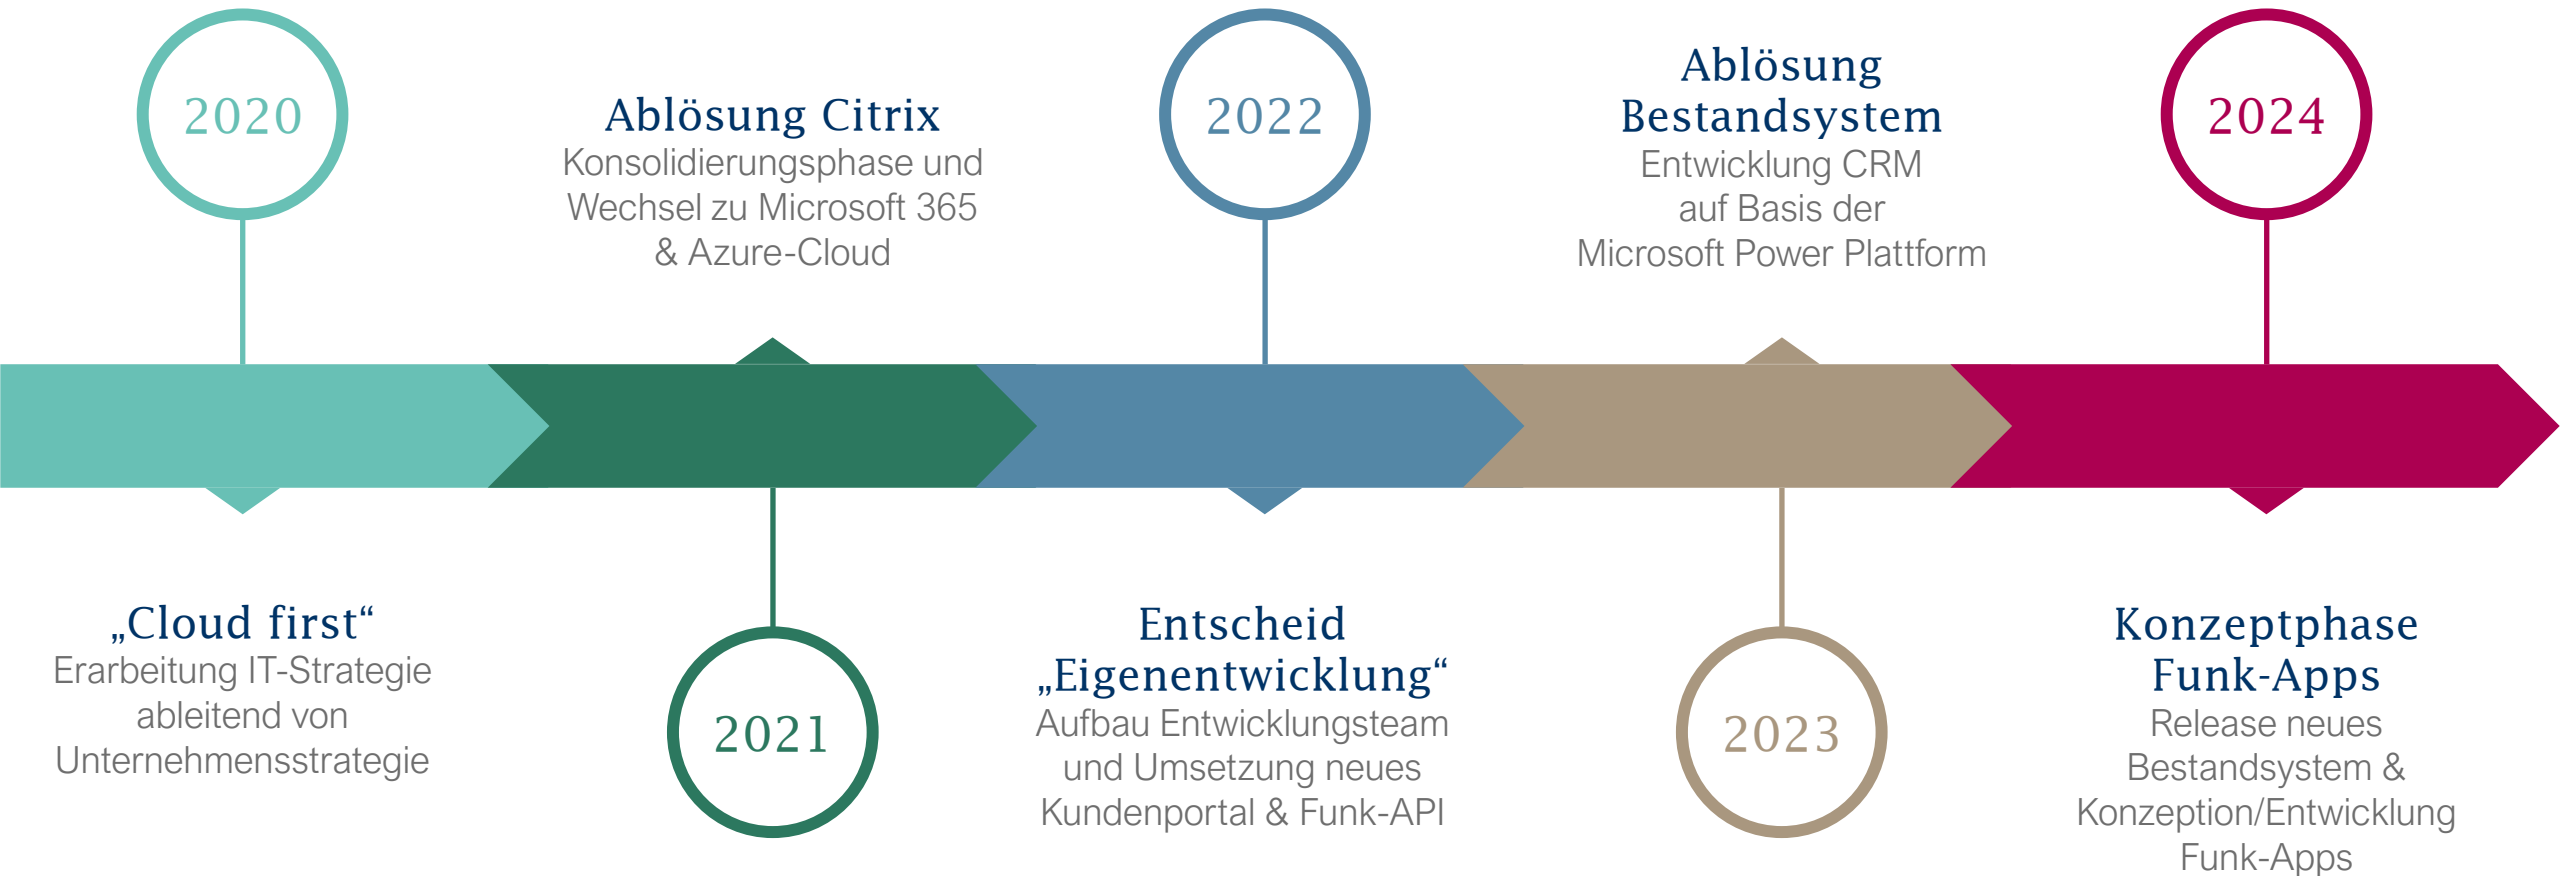 2020
„Cloud first“
Erarbeitung IT-Strategie
ableitend von
Unternehmensstrategie
Ablösung Citrix
Konsolidierungsphase und
Wechsel zu Microsoft 365
& Azure-Cloud
2021
2022
Entscheid
„Eigenentwicklung“
Aufbau Entwicklungsteam
und Umsetzung neues
Kundenportal & Funk-API
Ablösung
Bestandsystem
Entwicklung CRM
auf Basis der
Microsoft Power Plattform
2023
2024
Konzeptphase
Funk-Apps
Release neues
Bestandsystem &
Konzeption/Entwicklung
Funk-Apps